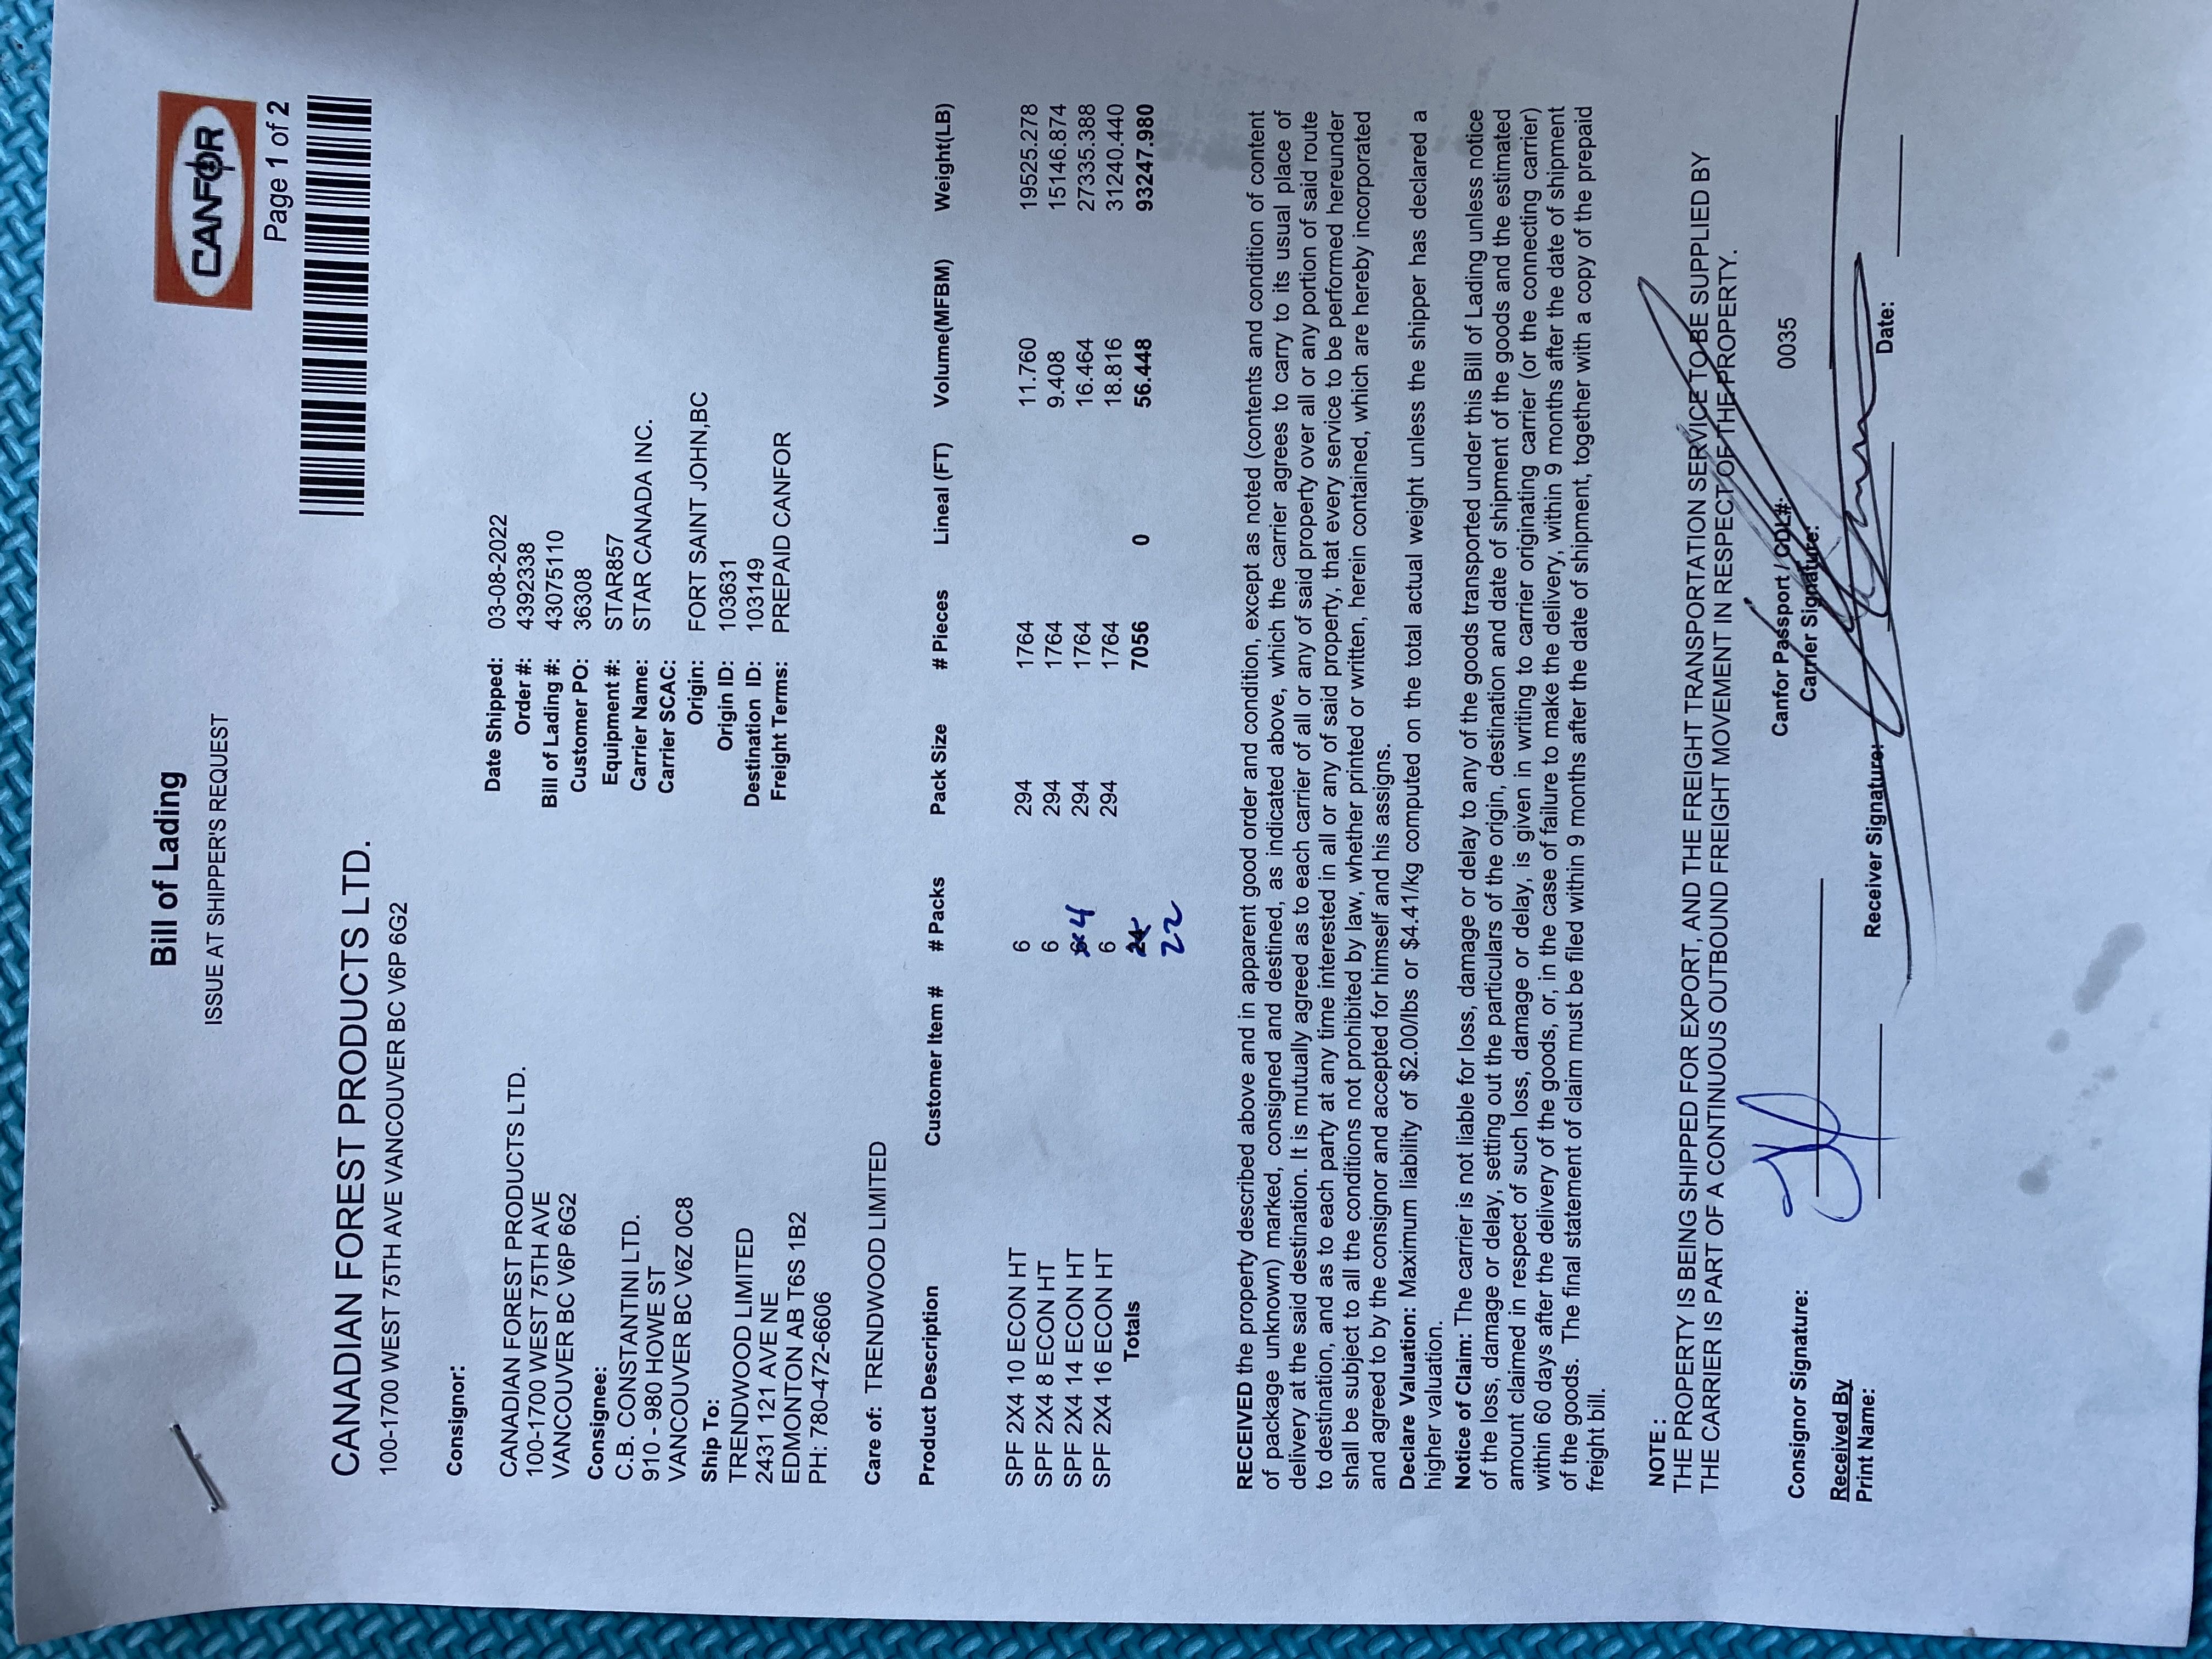 Bill of Lading
ISSUE AT SHIPPER'S REQUEST
CANFOR
Page 1 of 2
CANADIAN FOREST PRODUCTS LTD.
100-1700 WEST 75TH AVE VANCOUVER BC V6P 6G2
Consignor:
CANADIAN FOREST PRODUCTS LTD.
100-1700 WEST 75TH AVE
VANCOUVER BC V6P 6G2
Consignee:
C.B. CONSTANTINI LTD.
910 - 980 HOWE ST
VANCOUVER BC V6Z 0C8
Ship To:
TRENDWOOD LIMITED
2431 121 AVE NE
EDMONTON AB T6S 1B2
PH: 780-472-6606
Care of: TRENDWOOD LIMITED
Date Shipped: 03-08-2022
Order #: 4392338
Bill of Lading #: 43075110
Customer PO: 36308
Equipment #: STAR857
Carrier Name: STAR CANADA INC.
Carrier SCAC:
Origin: FORT SAINT JOHN,BC
Origin ID: 103631
Destination ID: 103149
Freight Terms: PREPAID CANFOR
Product Description Customer Item # # Packs Pack Size # Pieces Lineal (FT) Volume(MFBM) Weight(LB)
SPF 2X4 10 ECON HT 6 294 1764 11.760 19525.278
SPF 2X4 8 ECON HT 6 294 1764 9.408 15146.874
SPF 2X4 14 ECON HT 6 4 294 1764 16.464 27335.388
SPF 2X4 16 ECON HT 6 294 1764 18.816 31240.440
Totals 24 7056 0 56.448 93247.980
22
RECEIVED the property described above and in apparent good order and condition, except as noted (contents and condition of content
of package unknown) marked, consigned and destined, as indicated above, which the carrier agrees to carry to its usual place of
delivery at the said destination. It is mutually agreed as to each carrier of all or any of said property over all or any portion of said route
to destination, and as to each party at any time interested in all or any of said property, that every service to be performed hereunder
shall be subject to all the conditions not prohibited by law, whether printed or written, herein contained, which are hereby incorporated
and agreed to by the consignor and accepted for himself and his assigns.
Declare Valuation: Maximum liability of $2.00/lbs or $4.41/kg computed on the total actual weight unless the shipper has declared a
higher valuation.
Notice of Claim: The carrier is not liable for loss, damage or delay to any of the goods transported under this Bill of Lading unless notice
of the loss, damage or delay, setting out the particulars of the origin, destination and date of shipment of the goods and the estimated
amount claimed in respect of such loss, damage or delay, is given in writing to carrier originating carrier (or the connecting carrier)
within 60 days after the delivery of the goods, or, in the case of failure to make the delivery, within 9 months after the date of shipment
of the goods. The final statement of claim must be filed within 9 months after the date of shipment, together with a copy of the prepaid
freight bill.
NOTE :
THE PROPERTY IS BEING SHIPPED FOR EXPORT, AND THE FREIGHT TRANSPORTATION SERVICE TO BE SUPPLIED BY
THE CARRIER IS PART OF A CONTINUOUS OUTBOUND FREIGHT MOVEMENT IN RESPECT OF THE PROPERTY.
Consignor Signature:
Canfor Passport / CDL#: 0035
Carrier Signature:
Received By
Print Name:
Receiver Signature:
Date: